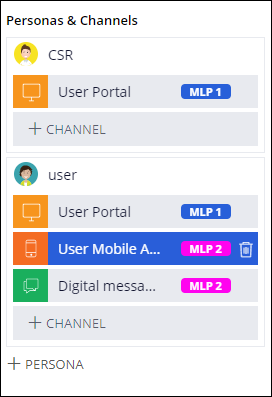 Personas & Channels
CSR
User Portal MLP 1
+ CHANNEL
user
User Portal MLP 1
User Mobile A... MLP 2
Digital messa... MLP 2
+ CHANNEL
+ PERSONA